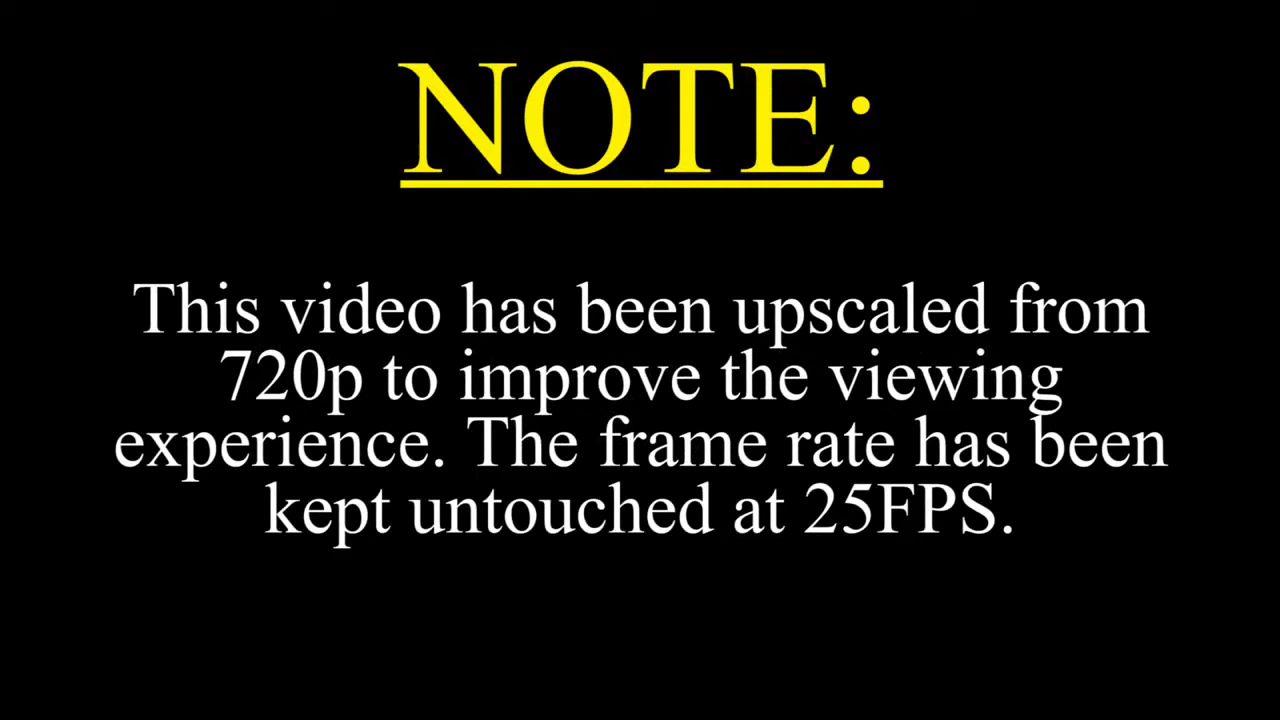 NOTE:
This video has been upscaled from
720p to improve the viewing
experience. The frame rate has been
kept untouched at 25FPS.